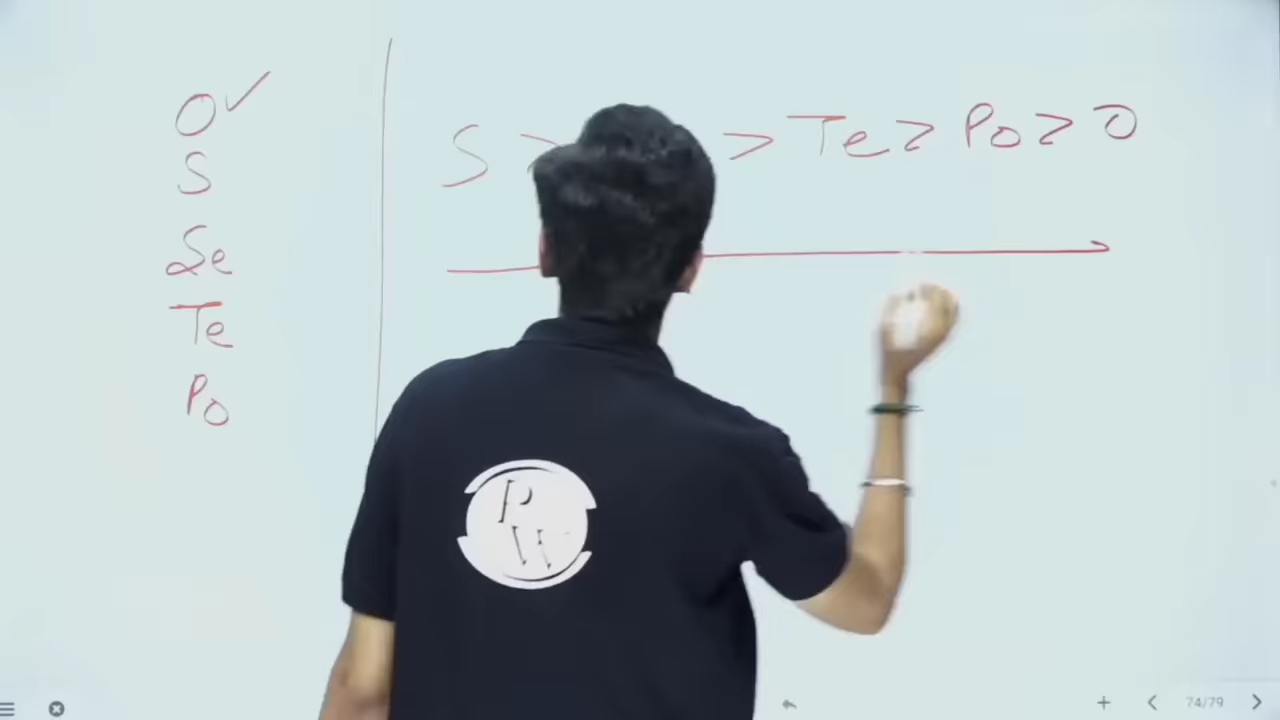 O✓
S
Se
Te
Po
S > > Te > Po > O
PW
74/79